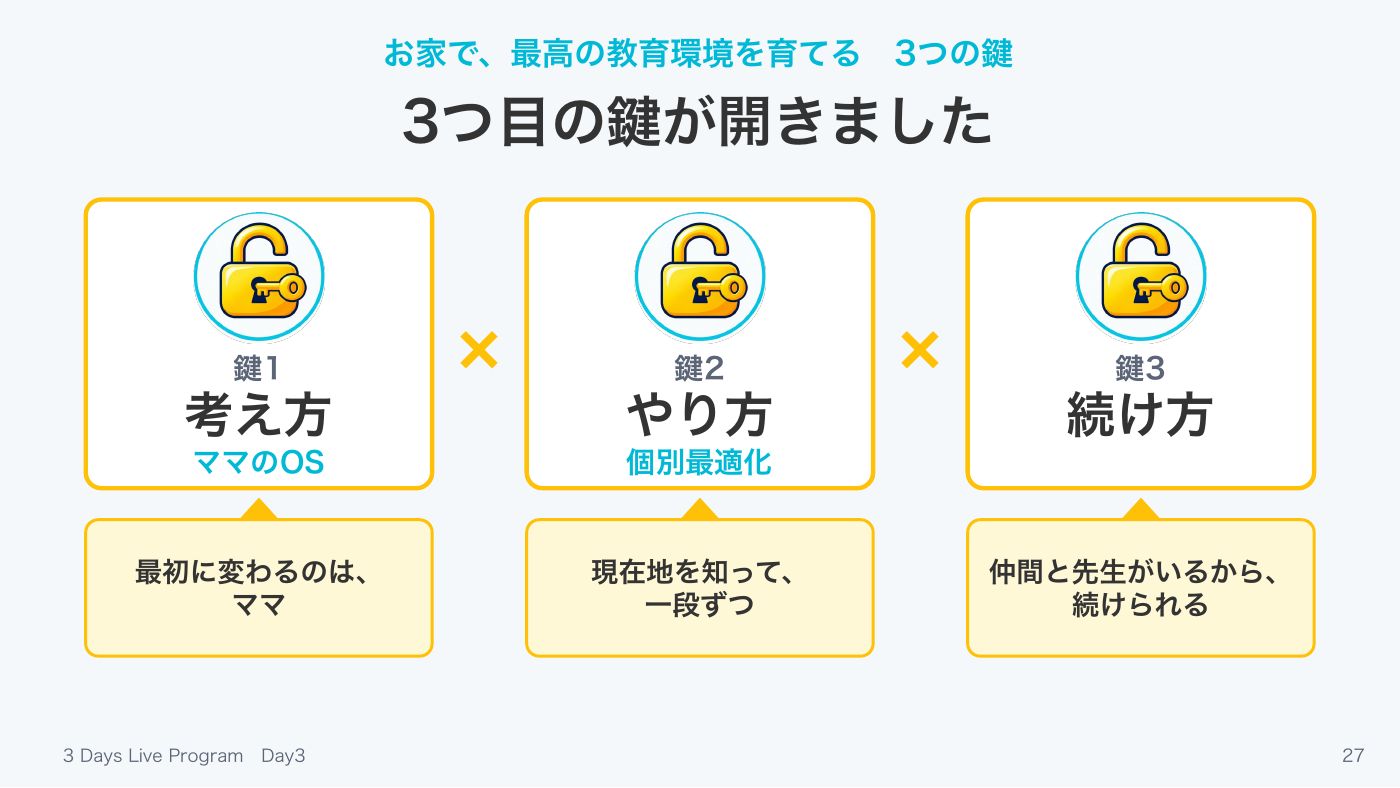 お家で、最高の教育環境を育てる　3つの鍵
3つ目の鍵が開きました
鍵1
考え方
ママのOS
×
鍵2
やり方
個別最適化
×
鍵3
続け方
最初に変わるのは、
ママ
現在地を知って、
一段ずつ
仲間と先生がいるから、
続けられる
3 Days Live Program　Day3
27